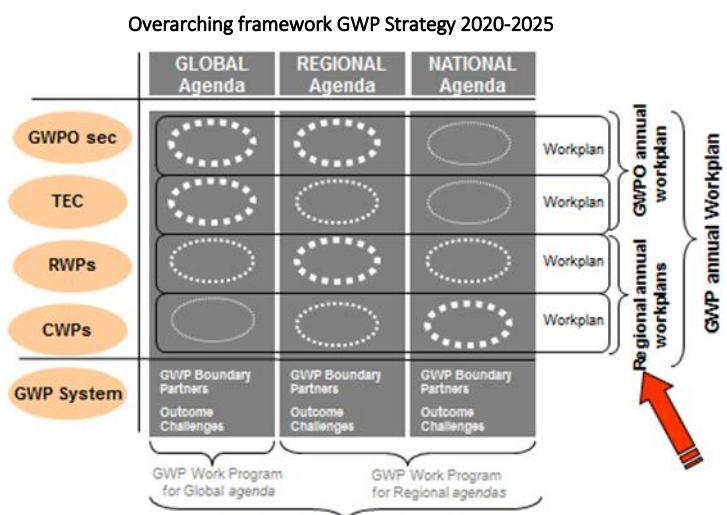 Overarching framework GWP Strategy 2020-2025
GLOBAL
Agenda
REGIONAL
Agenda
NATIONAL
Agenda
GWPO sec
Workplan
TEC
Workplan
RWPs
Workplan
CWPs
Workplan
GWPO annual
workplan
Regional annual
workplans
GWP annual Workplan
GWP System
GWP Boundary
Partners
Outcome
Challenges
GWP Boundary
Partners
Outcome
Challenges
GWP Boundary
Partners
Outcome
Challenges
GWP Work Program
for Global agenda
GWP Work Program
for Regional agendas